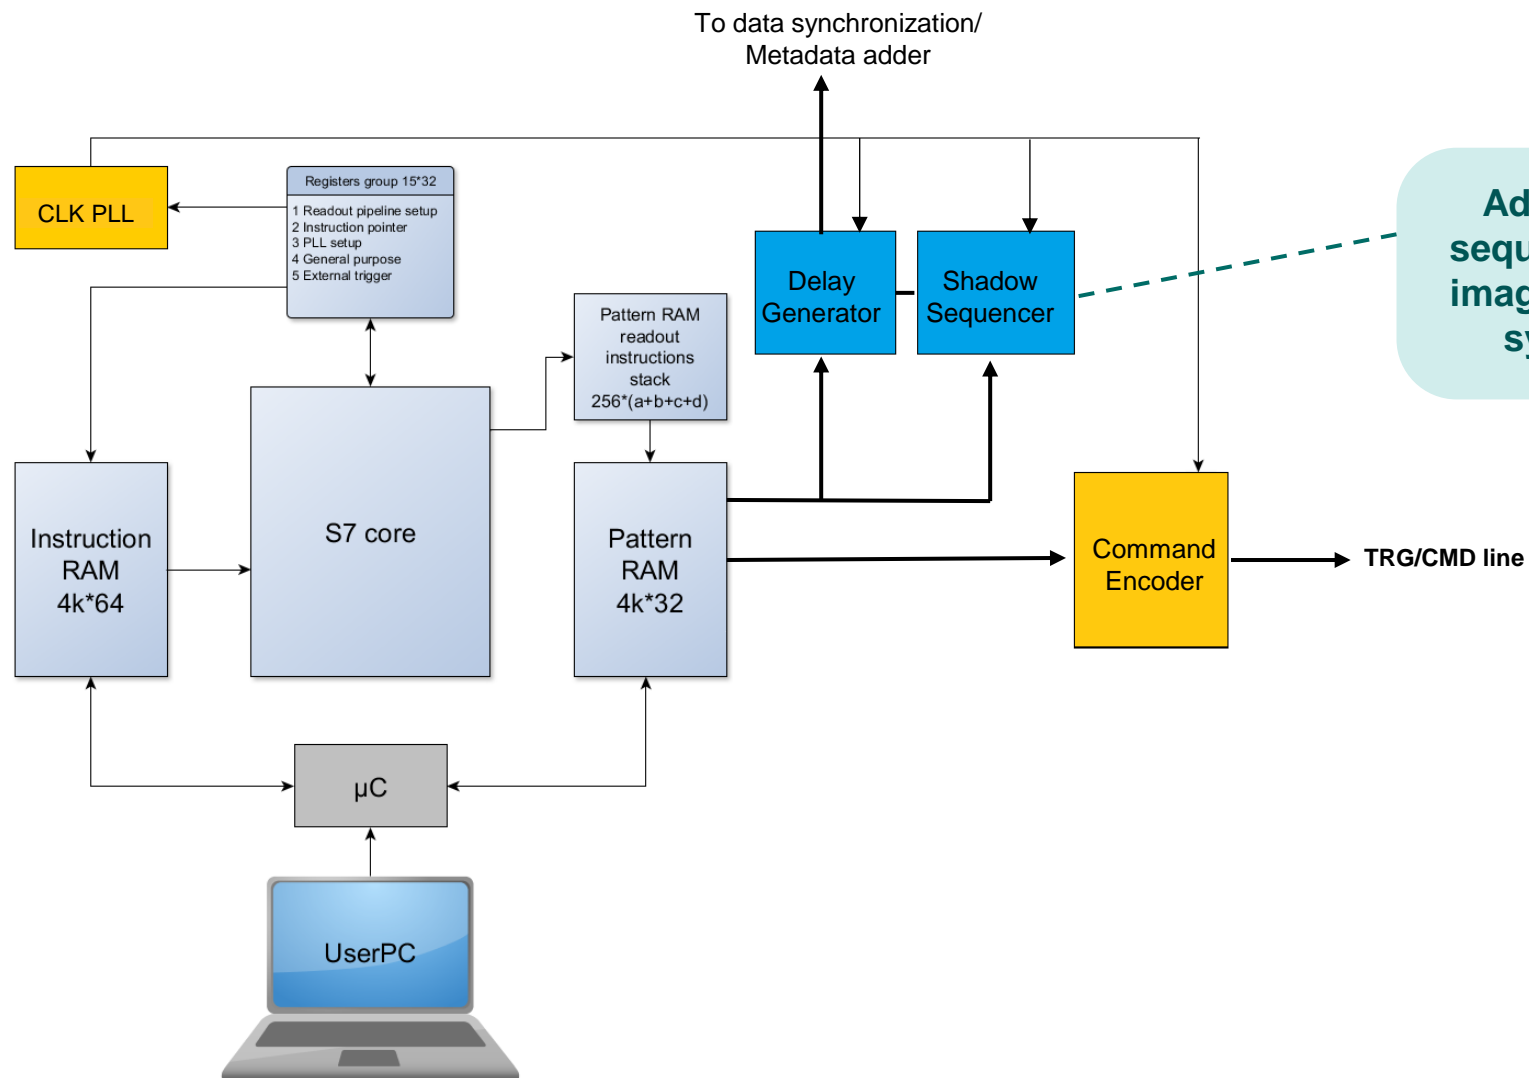 To data synchronization/
Metadata adder
CLK PLL
Registers group 15*32
1 Readout pipeline setup
2 Instruction pointer
3 PLL setup
4 General purpose
5 External trigger
Delay
Generator
Shadow
Sequencer
Pattern RAM
readout
instructions
stack
256*(a+b+c+d)
Instruction
RAM
4k*64
S7 core
Pattern
RAM
4k*32
Command
Encoder
TRG/CMD line
µC
UserPC